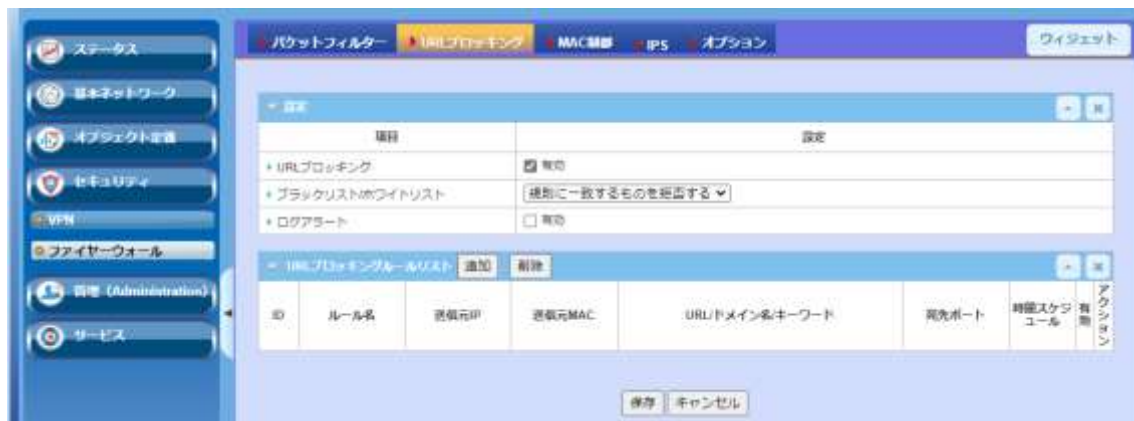 ステータス
基本ネットワーク
オブジェクト定義
セキュリティ
VPN
ファイヤーウォール
管理 (Administration)
サービス
パケットフィルター
URLブロッキング
MAC制御
IPS
オプション
ウィジェット
設定
項目 設定
URLブロッキング 有効
ブラックリスト/ホワイトリスト 規則に一致するものを拒否する
ログアラート 有効
URLブロッキングルールリスト 追加 削除
ID ルール名 送信元IP 送信元MAC URL/ドメイン名/キーワード 宛先ポート 時間スケジュール 有効 アクション
保存 キャンセル